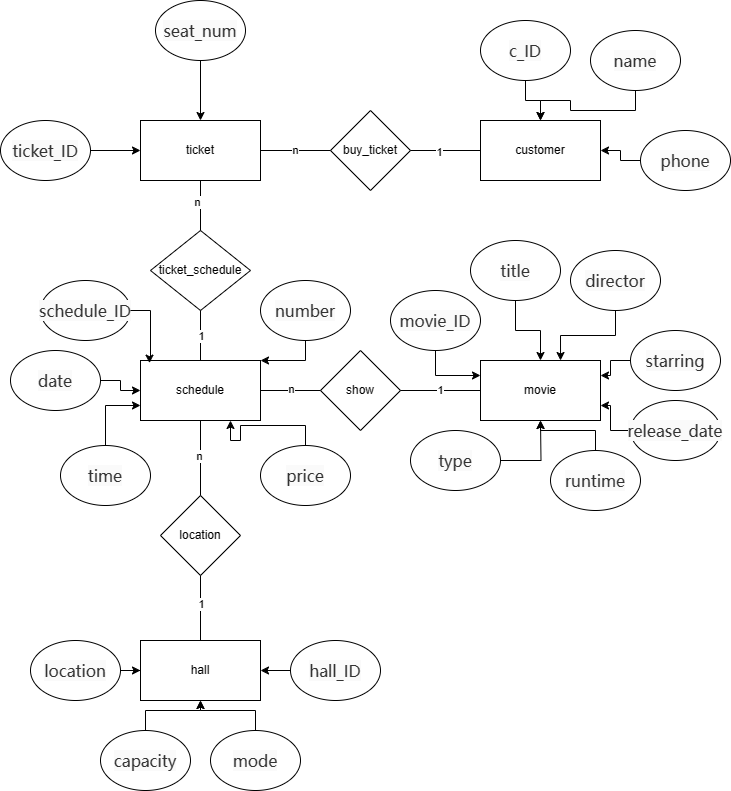 seat_num
c_ID
name
ticket_ID
ticket
n
buy_ticket
1
customer
phone
n
ticket_schedule
title
director
schedule_ID
number
movie_ID
1
starring
date
schedule
n
show
1
movie
release_date
time
n
price
type
runtime
location
1
location
hall
hall_ID
capacity
mode